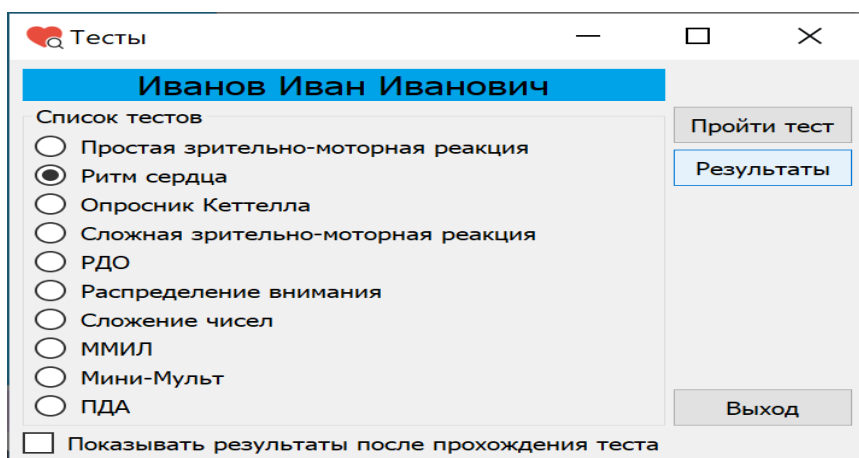 Тесты
Иванов Иван Иванович
Список тестов
Простая зрительно-моторная реакция
Ритм сердца
Опросник Кеттелла
Сложная зрительно-моторная реакция
РДО
Распределение внимания
Сложение чисел
ММИЛ
Мини-Мульт
ПДА
Показывать результаты после прохождения теста
Пройти тест
Результаты
Выход